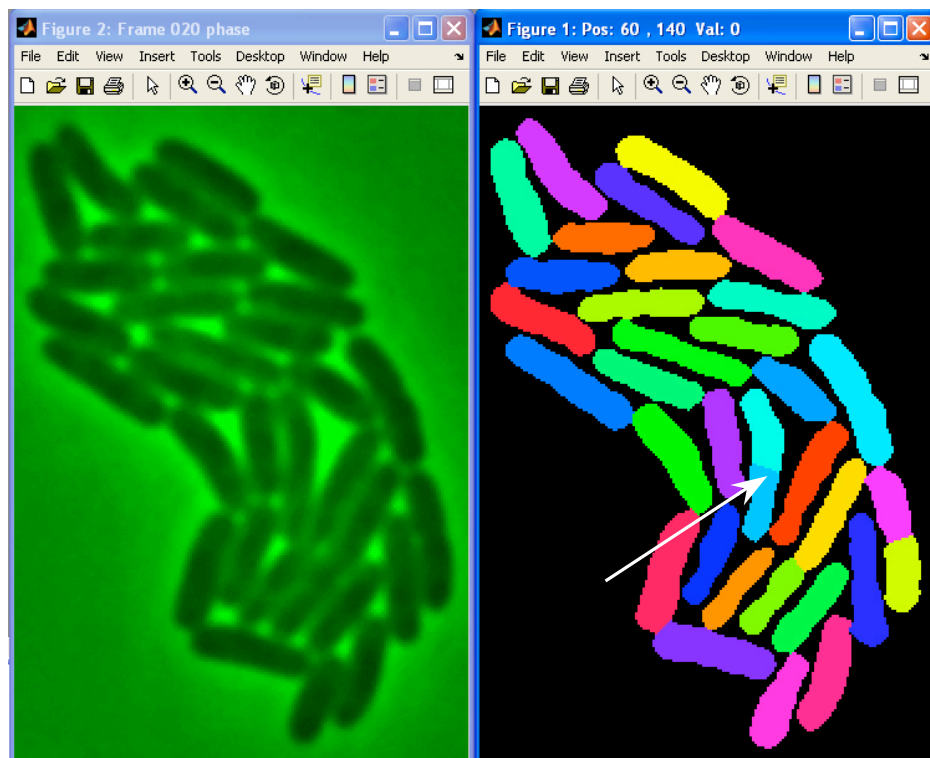 Figure 2: Frame 020 phase
File Edit View Insert Tools Desktop Window Help
Figure 1: Pos: 60 , 140 Val: 0
File Edit View Insert Tools Desktop Window Help